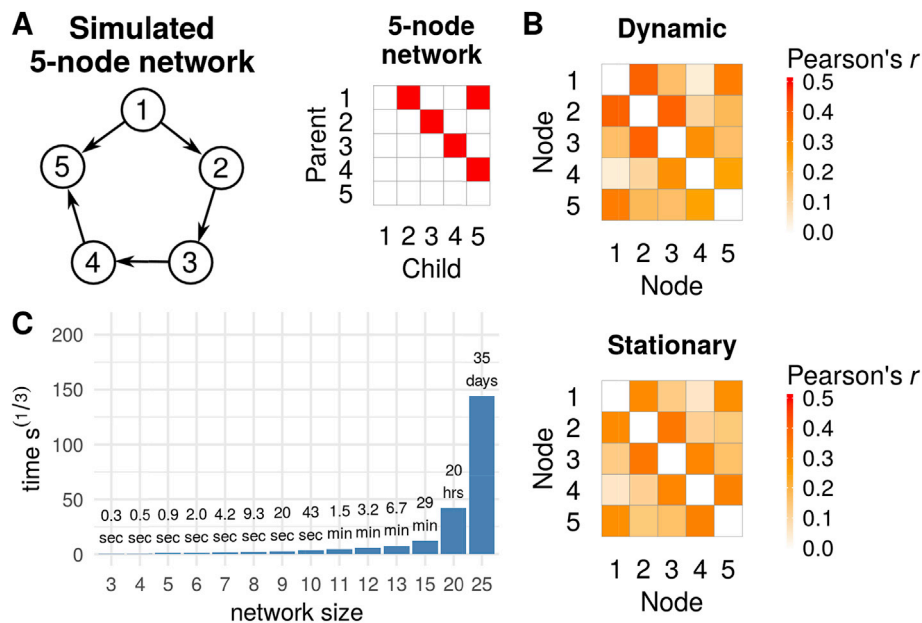 A
Simulated
5-node network
1
2
3
4
5
5-node
network
Parent
1
2
3
4
5
1 2 3 4 5
Child
B
Dynamic
Node
1
2
3
4
5
1 2 3 4 5
Node
Pearson's r
0.5
0.4
0.3
0.2
0.1
0.0
Stationary
Node
1
2
3
4
5
1 2 3 4 5
Node
Pearson's r
0.5
0.4
0.3
0.2
0.1
0.0
C
time s(1/3)
200
150
100
50
0
0.3 sec
0.5 sec
0.9 sec
2.0 sec
4.2 sec
9.3 sec
20 sec
43 sec
1.5 min
3.2 min
6.7 min
29 min
20 hrs
35 days
3 4 5 6 7 8 9 10 11 12 13 15 20 25
network size